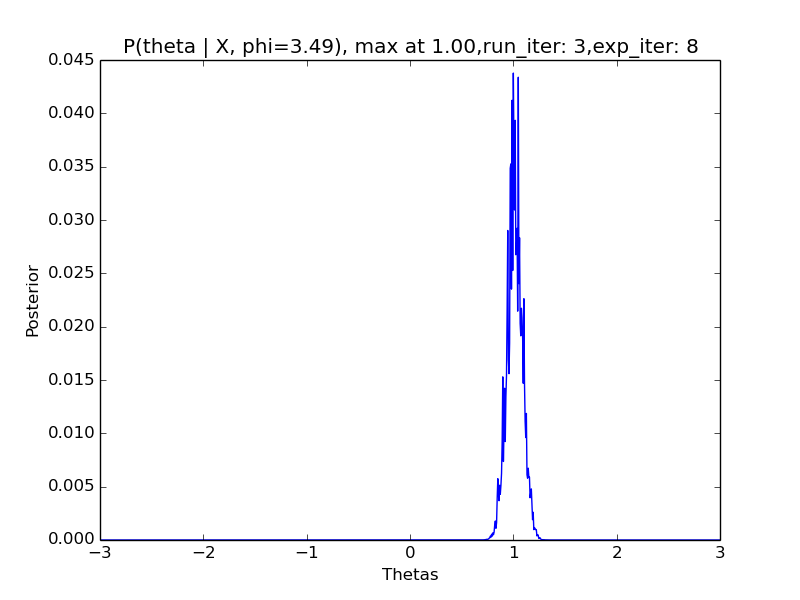 P(theta | X, phi=3.49), max at 1.00,run_iter: 3,exp_iter: 8
0.045
0.040
0.035
0.030
0.025
0.020
0.015
0.010
0.005
0.000
Posterior
−3 −2 −1 0 1 2 3
Thetas